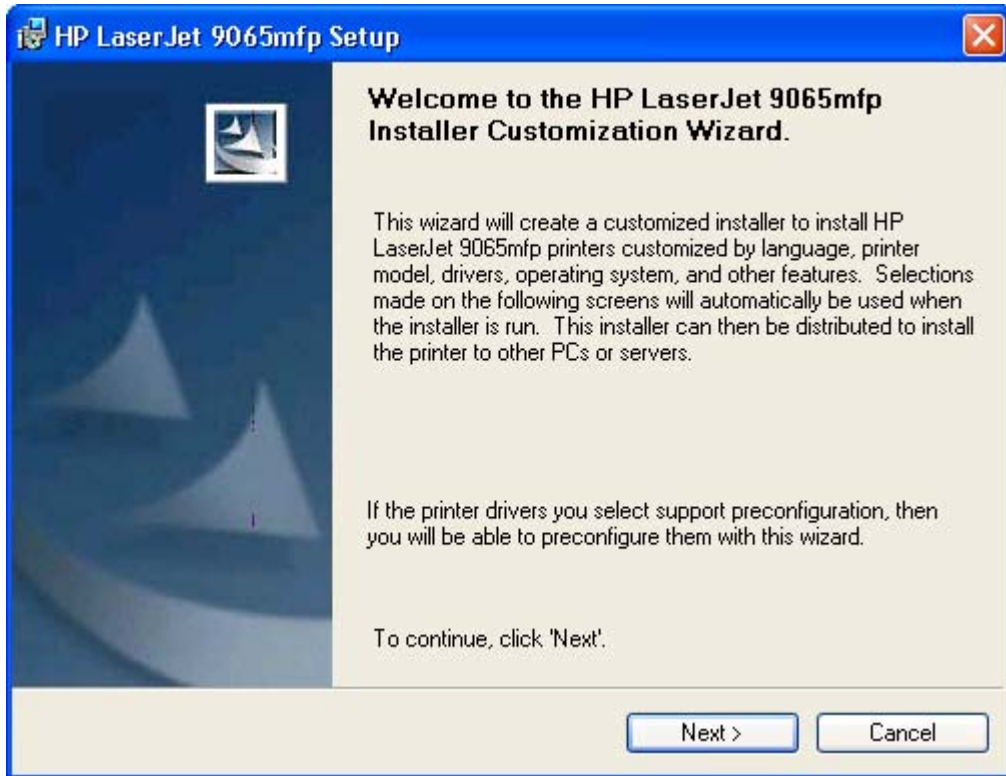 HP LaserJet 9065mfp Setup
Welcome to the HP LaserJet 9065mfp
Installer Customization Wizard.
This wizard will create a customized installer to install HP
LaserJet 9065mfp printers customized by language, printer
model, drivers, operating system, and other features.  Selections
made on the following screens will automatically be used when
the installer is run.  This installer can then be distributed to install
the printer to other PCs or servers.
If the printer drivers you select support preconfiguration, then
you will be able to preconfigure them with this wizard.
To continue, click 'Next'.
Next >
Cancel